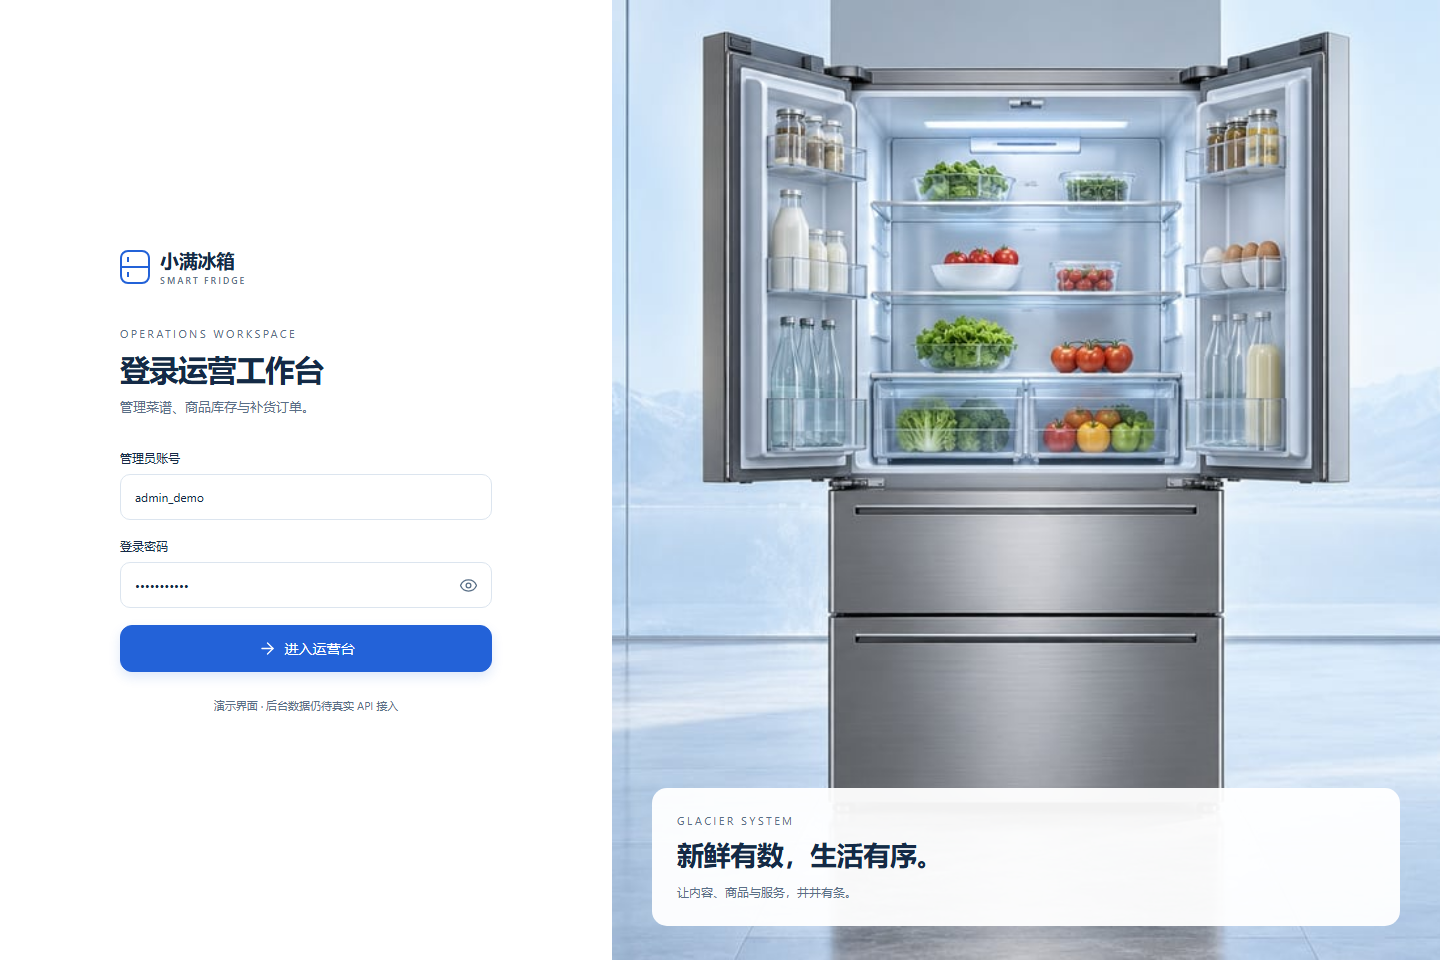 小满冰箱
SMART FRIDGE
OPERATIONS WORKSPACE
登录运营工作台
管理菜谱、商品库存与补货订单。
管理员账号
admin_demo
登录密码
•••••••••••
进入运营台
演示界面 · 后台数据仍待真实 API 接入
GLACIER SYSTEM
新鲜有数，生活有序。
让内容、商品与服务，井井有条。